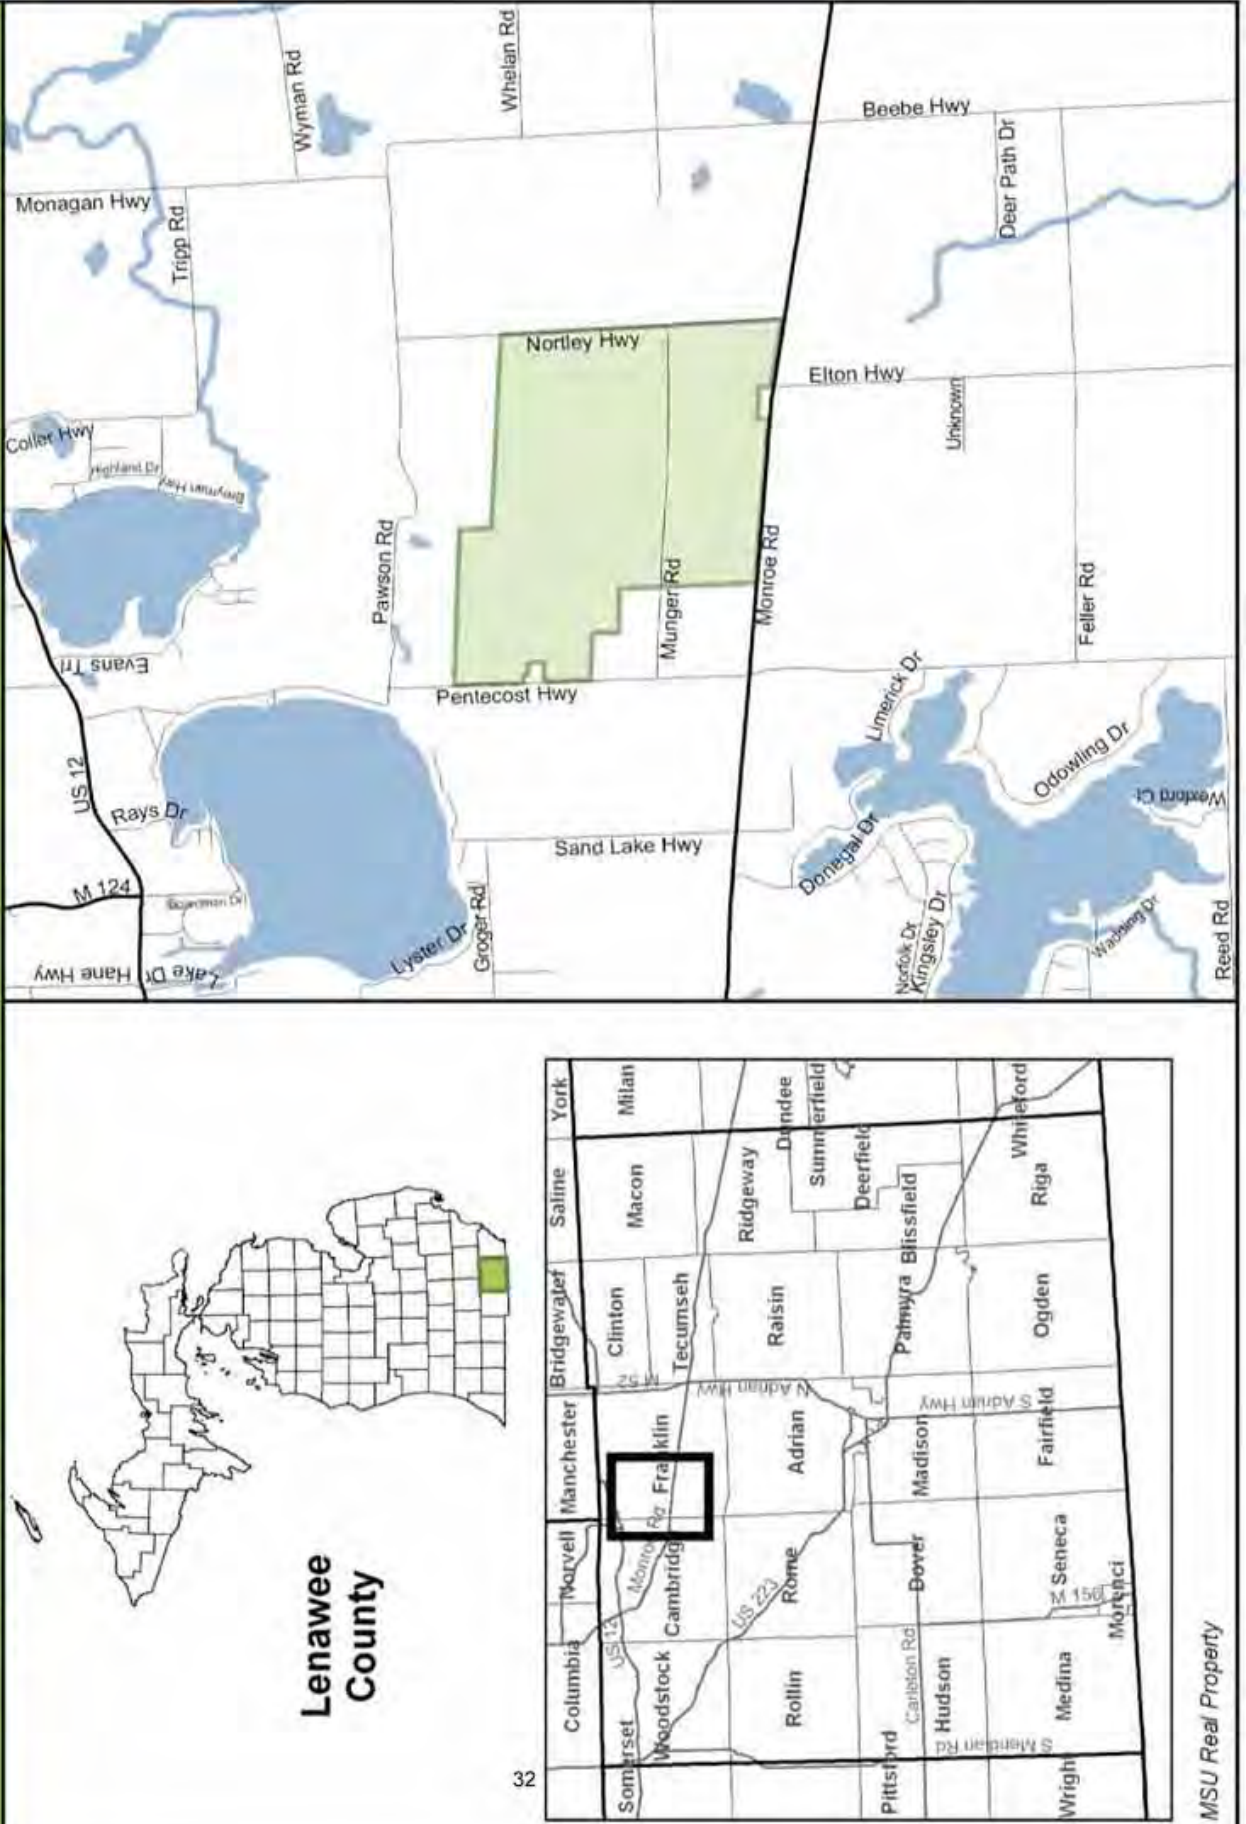 Beebe Hwy
Whelan Rd
Wyman Rd
Deer Path Dr
Monagan Hwy
Tripp Rd
Nortley Hwy
Elton Hwy
Unknown
Coller Hwy
Highland Dr
Breyman Hwy
Pawson Rd
Monroe Rd
Munger Rd
Feller Rd
Evans Trl
Pentecost Hwy
Limerick Dr
Odowling Dr
Wexford Ct
US 12
Rays Dr
Sand Lake Hwy
Donegal Dr
M 124
Boardman Dr
Groger Rd
Lyster Dr
Norfolk Dr
Kingsley Dr
Wadding Dr
Reed Rd
Hane Hwy
Lake Dr
Lenawee
County
York
Milan
Dundee
Summerfield
Whiteford
Saline
Macon
Ridgeway
Deerfield
Blissfield
Riga
Bridgewater
Clinton
Tecumseh
Raisin
Palmyra
Ogden
M 52
N Adrian Hwy
S Adrian Hwy
Manchester
Franklin
Adrian
Madison
Fairfield
Norvell
Monroe Rd
Cambridge
US 223
Rome
Dover
Seneca
M 156
Morenci
Columbia
US 12
Woodstock
Rollin
Carleton Rd
Hudson
Medina
S Meridian Rd
Somerset
Pittsford
Wright
32
MSU Real Property